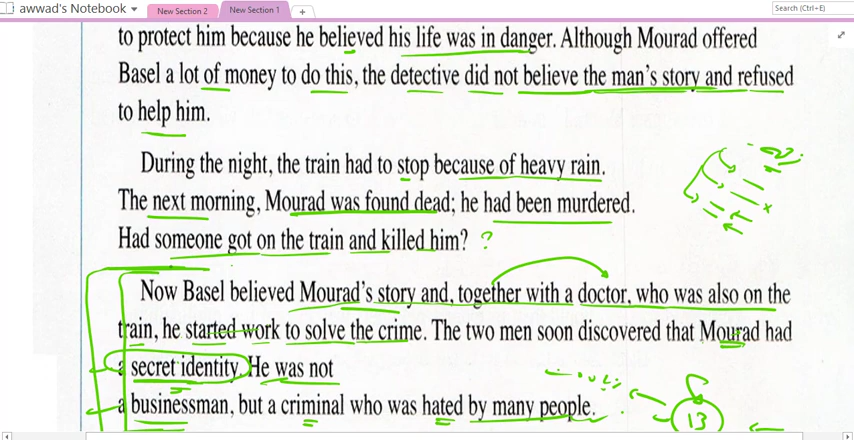 awwad's Notebook
New Section 2
New Section 1
+
Search (Ctrl+E)
to protect him because he believed his life was in danger. Although Mourad offered
Basel a lot of money to do this, the detective did not believe the man's story and refused
to help him.
During the night, the train had to stop because of heavy rain.
The next morning, Mourad was found dead; he had been murdered.
Had someone got on the train and killed him?
?
Now Basel believed Mourad's story and, together with a doctor, who was also on the
train, he started work to solve the crime. The two men soon discovered that Mourad had
a secret identity. He was not
a businessman, but a criminal who was hated by many people.
13